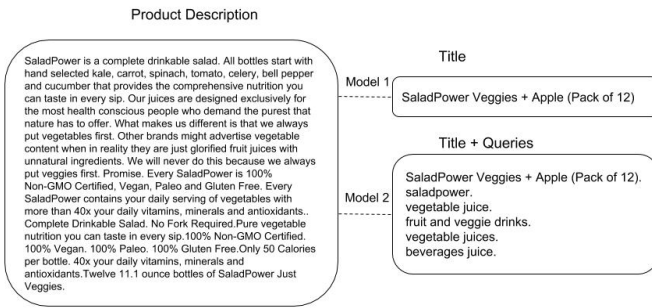 Product Description
SaladPower is a complete drinkable salad. All bottles start with
hand selected kale, carrot, spinach, tomato, celery, bell pepper
and cucumber that provides the comprehensive nutrition you
can taste in every sip. Our juices are designed exclusively for
the most health conscious people who demand the purest that
nature has to offer. What makes us different is that we always
put vegetables first. Other brands might advertise vegetable
content when in reality they are just glorified fruit juices with
unnatural ingredients. We will never do this because we always
put veggies first. Promise. Every SaladPower is 100%
Non-GMO Certified, Vegan, Paleo and Gluten Free. Every
SaladPower contains your daily serving of vegetables with
more than 40x your daily vitamins, minerals and antioxidants..
Complete Drinkable Salad. No Fork Required.Pure vegetable
nutrition you can taste in every sip.100% Non-GMO Certified.
100% Vegan. 100% Paleo. 100% Gluten Free.Only 50 Calories
per bottle. 40x your daily vitamins, minerals and
antioxidants.Twelve 11.1 ounce bottles of SaladPower Just
Veggies.
Model 1
Title
SaladPower Veggies + Apple (Pack of 12)
Model 2
Title + Queries
SaladPower Veggies + Apple (Pack of 12).
saladpower.
vegetable juice.
fruit and veggie drinks.
vegetable juices.
beverages juice.